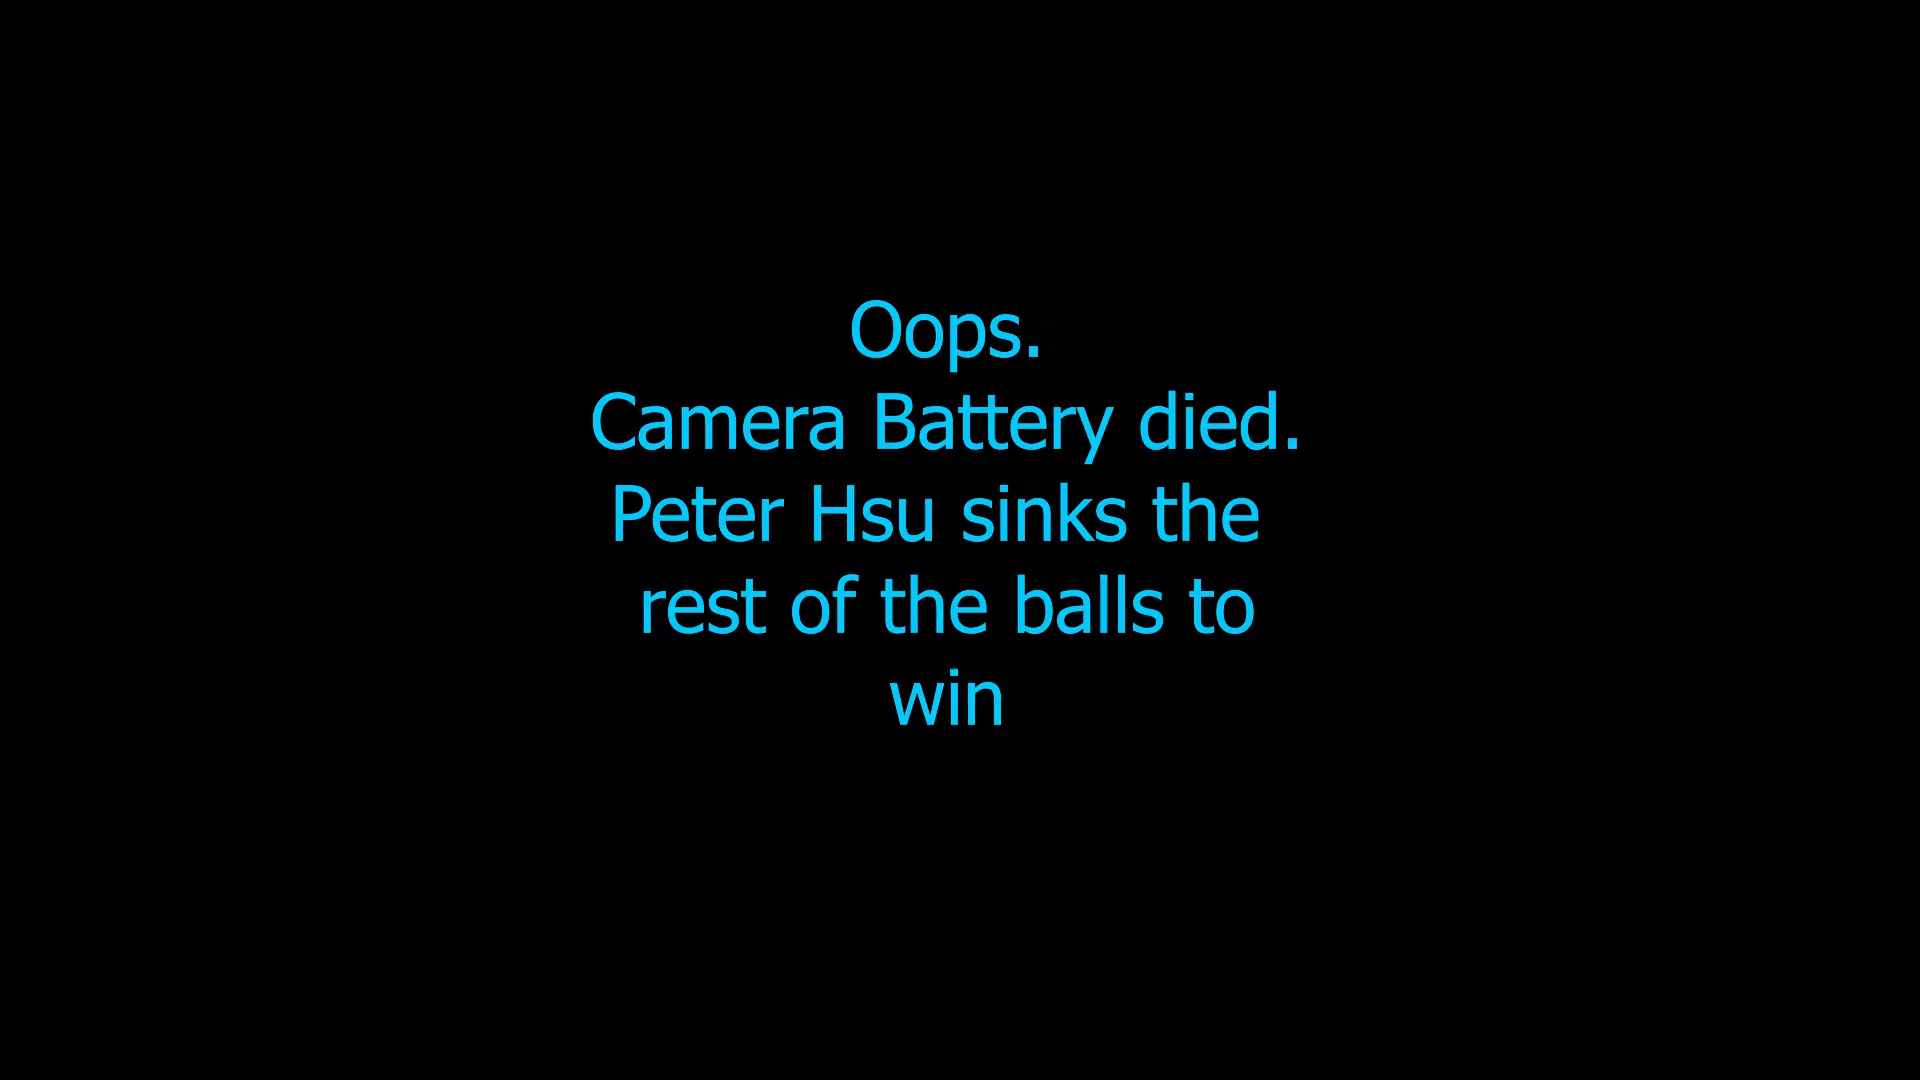 Oops.
Camera Battery died.
Peter Hsu sinks the
rest of the balls to
win